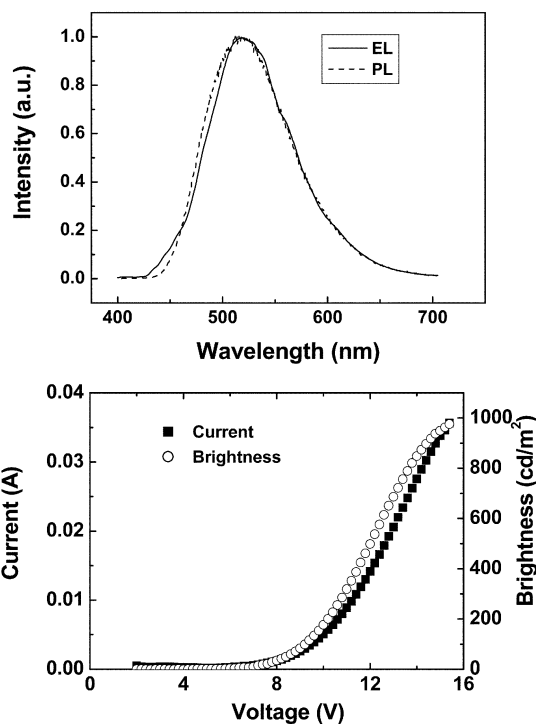 Intensity (a.u.)
1.0
0.8
0.6
0.4
0.2
0.0
EL
PL
400
500
600
700
Wavelength (nm)
Current (A)
0.04
0.03
0.02
0.01
0.00
Current
Brightness
1000
800
600
400
200
0
Brightness (cd/m²)
0
4
8
12
16
Voltage (V)